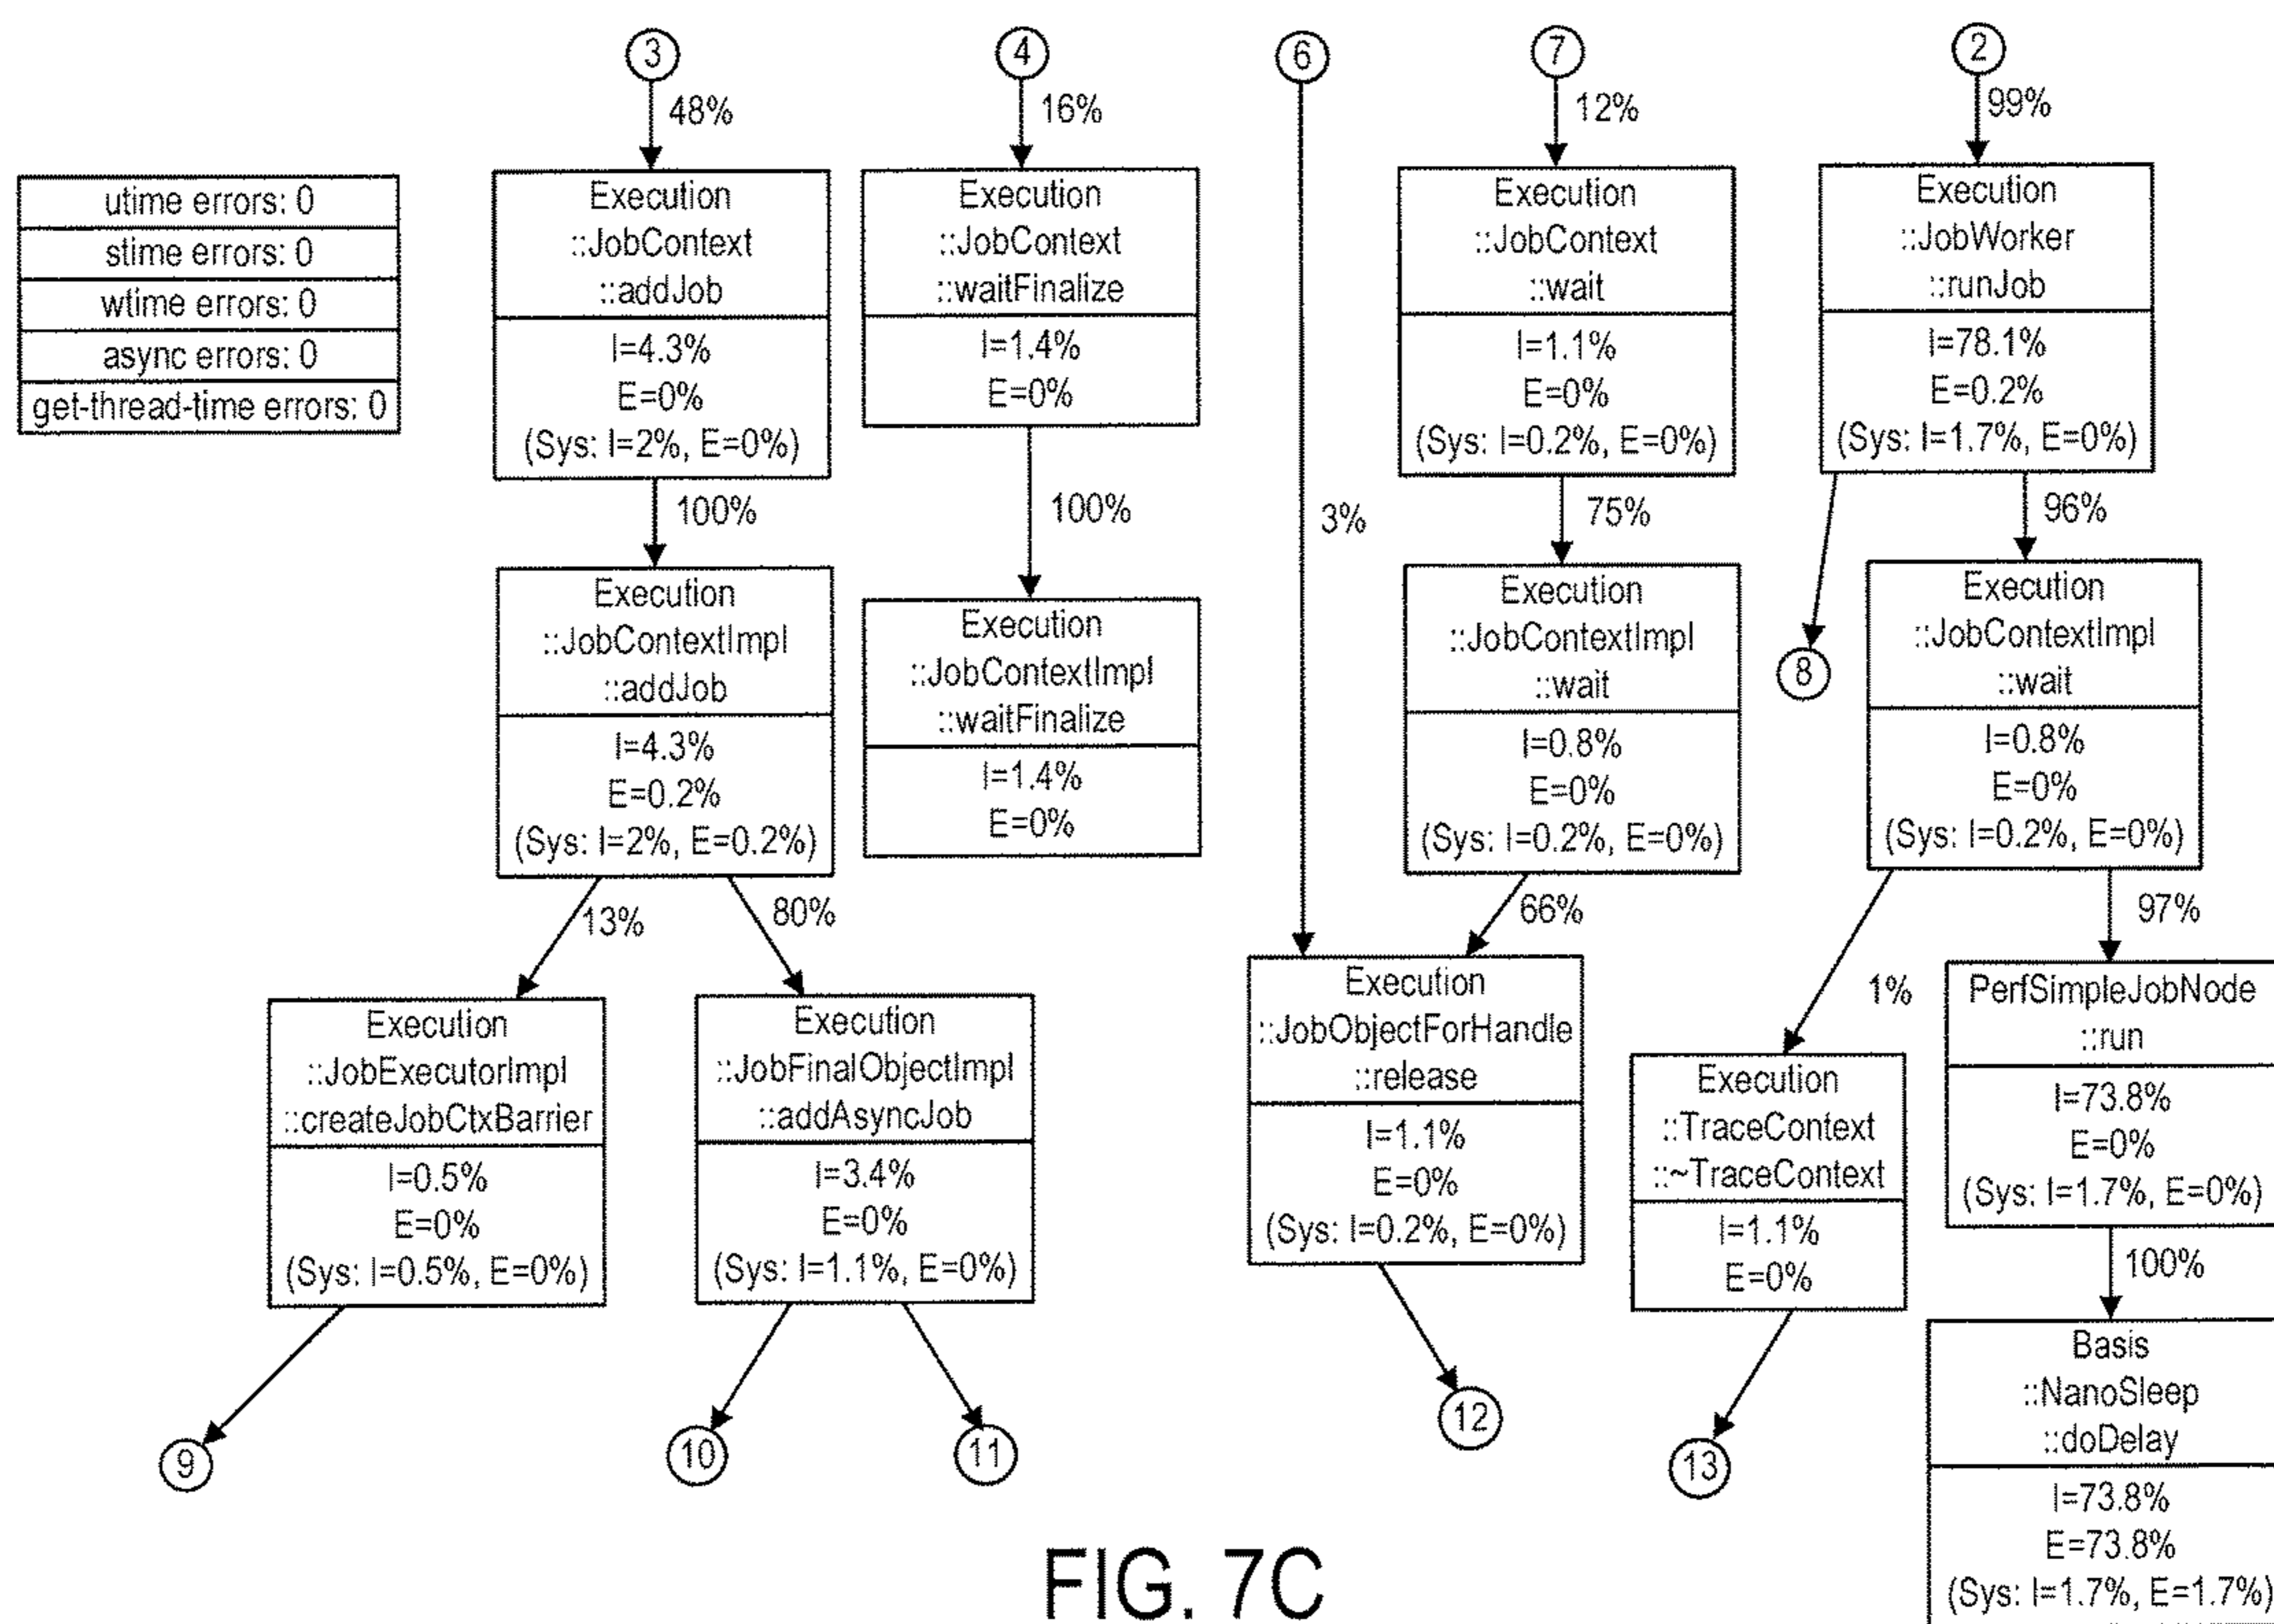 3
4
6
7
2
48%
16%
12%
99%
utime errors: 0
stime errors: 0
wtime errors: 0
async errors: 0
get-thread-time errors: 0
Execution
::JobContext
::addJob
I=4.3%
E=0%
(Sys: I=2%, E=0%)
Execution
::JobContext
::waitFinalize
I=1.4%
E=0%
Execution
::JobContext
::wait
I=1.1%
E=0%
(Sys: I=0.2%, E=0%)
Execution
::JobWorker
::runJob
I=78.1%
E=0.2%
(Sys: I=1.7%, E=0%)
100%
100%
3%
75%
96%
Execution
::JobContextImpl
::addJob
I=4.3%
E=0.2%
(Sys: I=2%, E=0.2%)
Execution
::JobContextImpl
::waitFinalize
I=1.4%
E=0%
Execution
::JobContextImpl
::wait
I=0.8%
E=0%
(Sys: I=0.2%, E=0%)
8
Execution
::JobContextImpl
::wait
I=0.8%
E=0%
(Sys: I=0.2%, E=0%)
13%
80%
66%
97%
1%
Execution
::JobExecutorImpl
::createJobCtxBarrier
I=0.5%
E=0%
(Sys: I=0.5%, E=0%)
Execution
::JobFinalObjectImpl
::addAsyncJob
I=3.4%
E=0%
(Sys: I=1.1%, E=0%)
Execution
::JobObjectForHandle
::release
I=1.1%
E=0%
(Sys: I=0.2%, E=0%)
Execution
::TraceContext
::~TraceContext
I=1.1%
E=0%
PerfSimpleJobNode
::run
I=73.8%
E=0%
(Sys: I=1.7%, E=0%)
100%
Basis
::NanoSleep
::doDelay
I=73.8%
E=73.8%
(Sys: I=1.7%, E=1.7%)
9
10
11
12
13
FIG. 7C